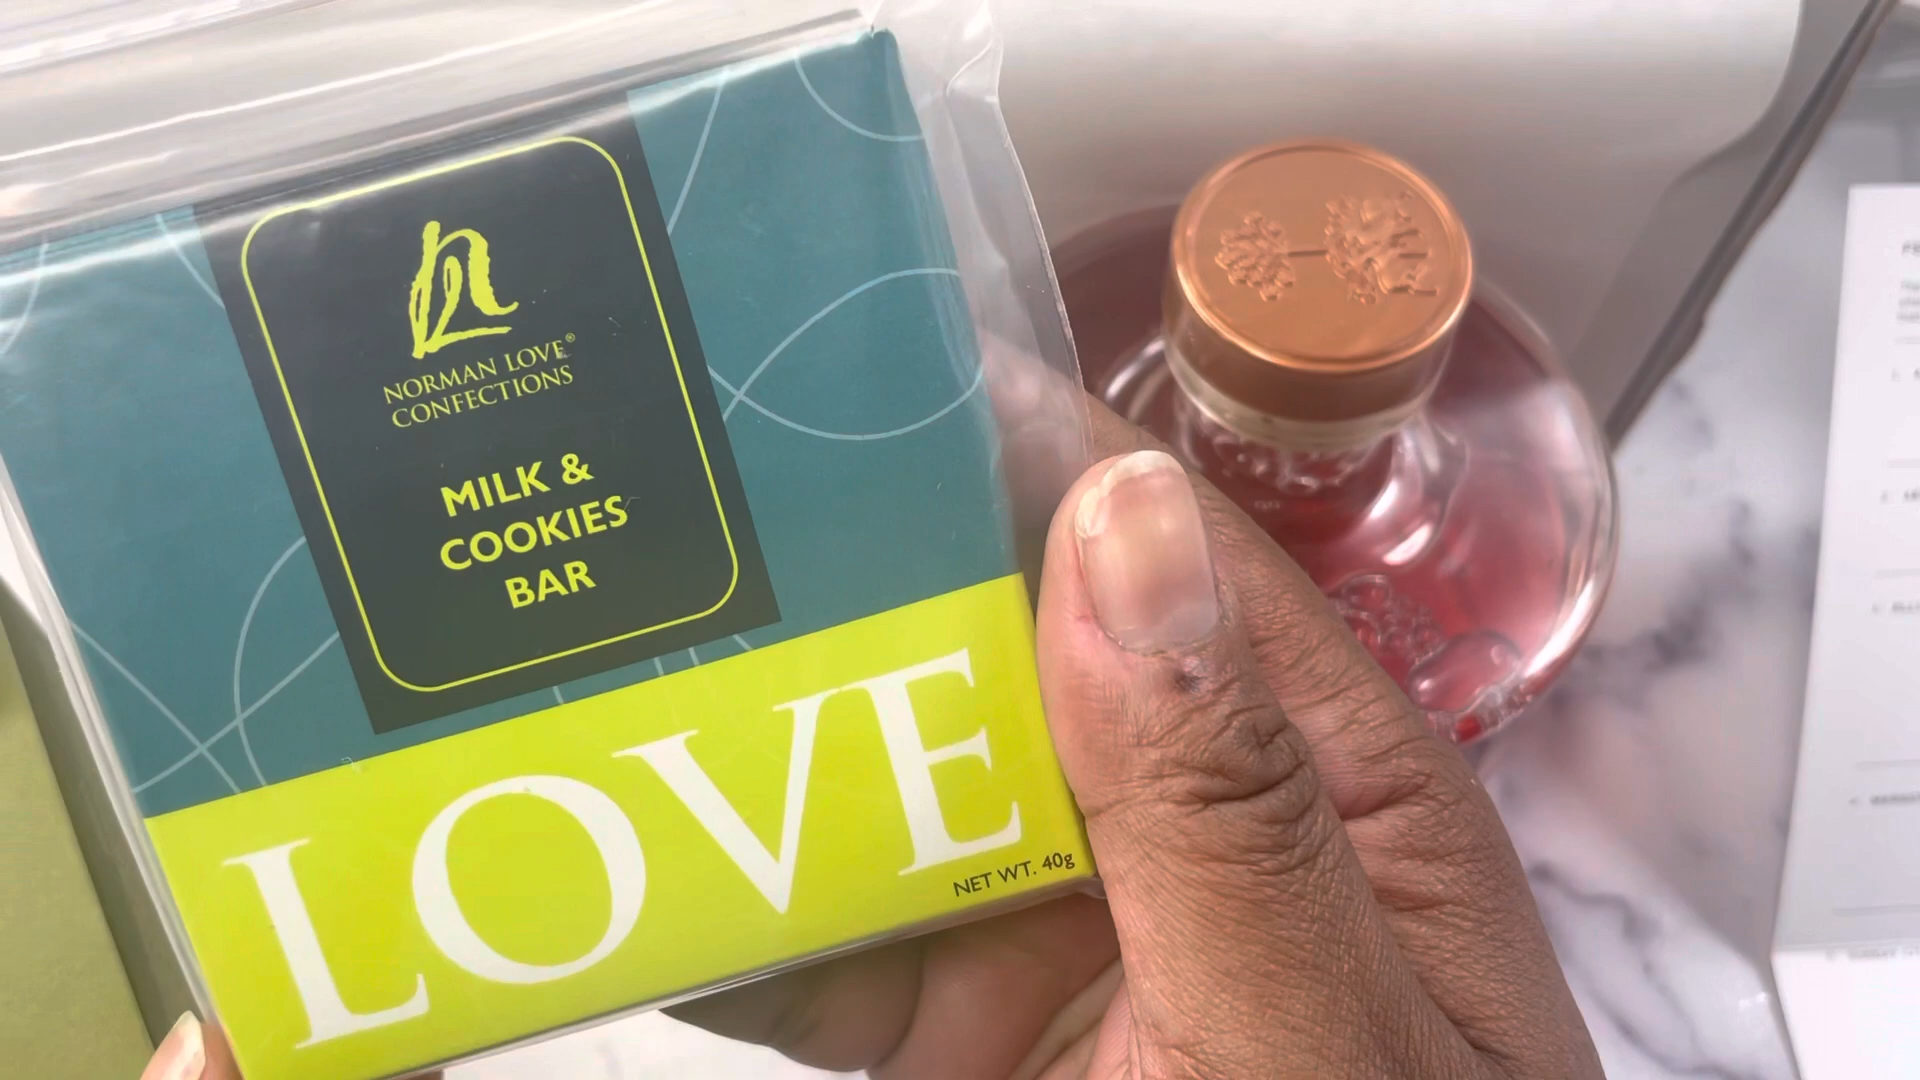 NORMAN LOVE®
CONFECTIONS
MILK &
COOKIES
BAR
LOVE
NET WT. 40g